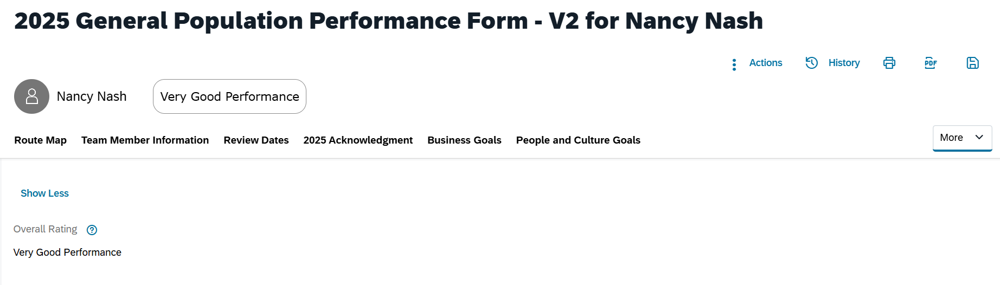 2025 General Population Performance Form - V2 for Nancy Nash
Actions History PDF
Nancy Nash Very Good Performance
Route Map Team Member Information Review Dates 2025 Acknowledgment Business Goals People and Culture Goals More
Show Less
Overall Rating ?
Very Good Performance